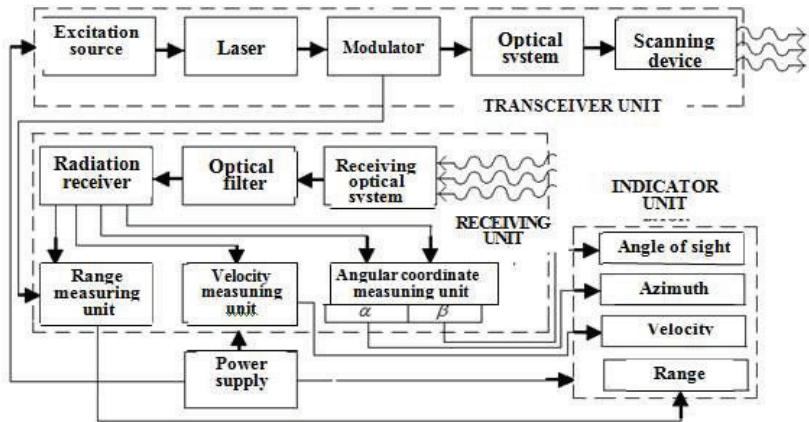 Excitation
source
Laser
Modulator
Optical
system
Scanning
device
TRANSCEIVER UNIT
Radiation
receiver
Optical
filter
Receiving
optical
system
RECEIVING
UNIT
INDICATOR
UNIT
Range
measuring
unit
Velocity
measuning
unit
Angular coordinate
measuning unit
α
β
Angle of sight
Azimuth
Velocity
Range
Power
supply